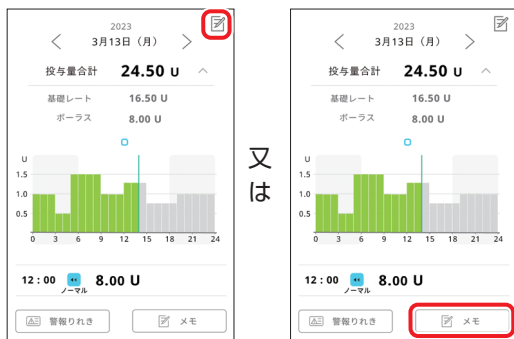 2023
3月13日（月）
投与量合計 24.50 U
基礎レート 16.50 U
ボーラス 8.00 U
U
1.5
1.0
0.5
0 3 6 9 12 15 18 21 24
12：00 ノーマル 8.00 U
警報りれき メモ
又は
2023
3月13日（月）
投与量合計 24.50 U
基礎レート 16.50 U
ボーラス 8.00 U
U
1.5
1.0
0.5
0 3 6 9 12 15 18 21 24
12：00 ノーマル 8.00 U
警報りれき メモ